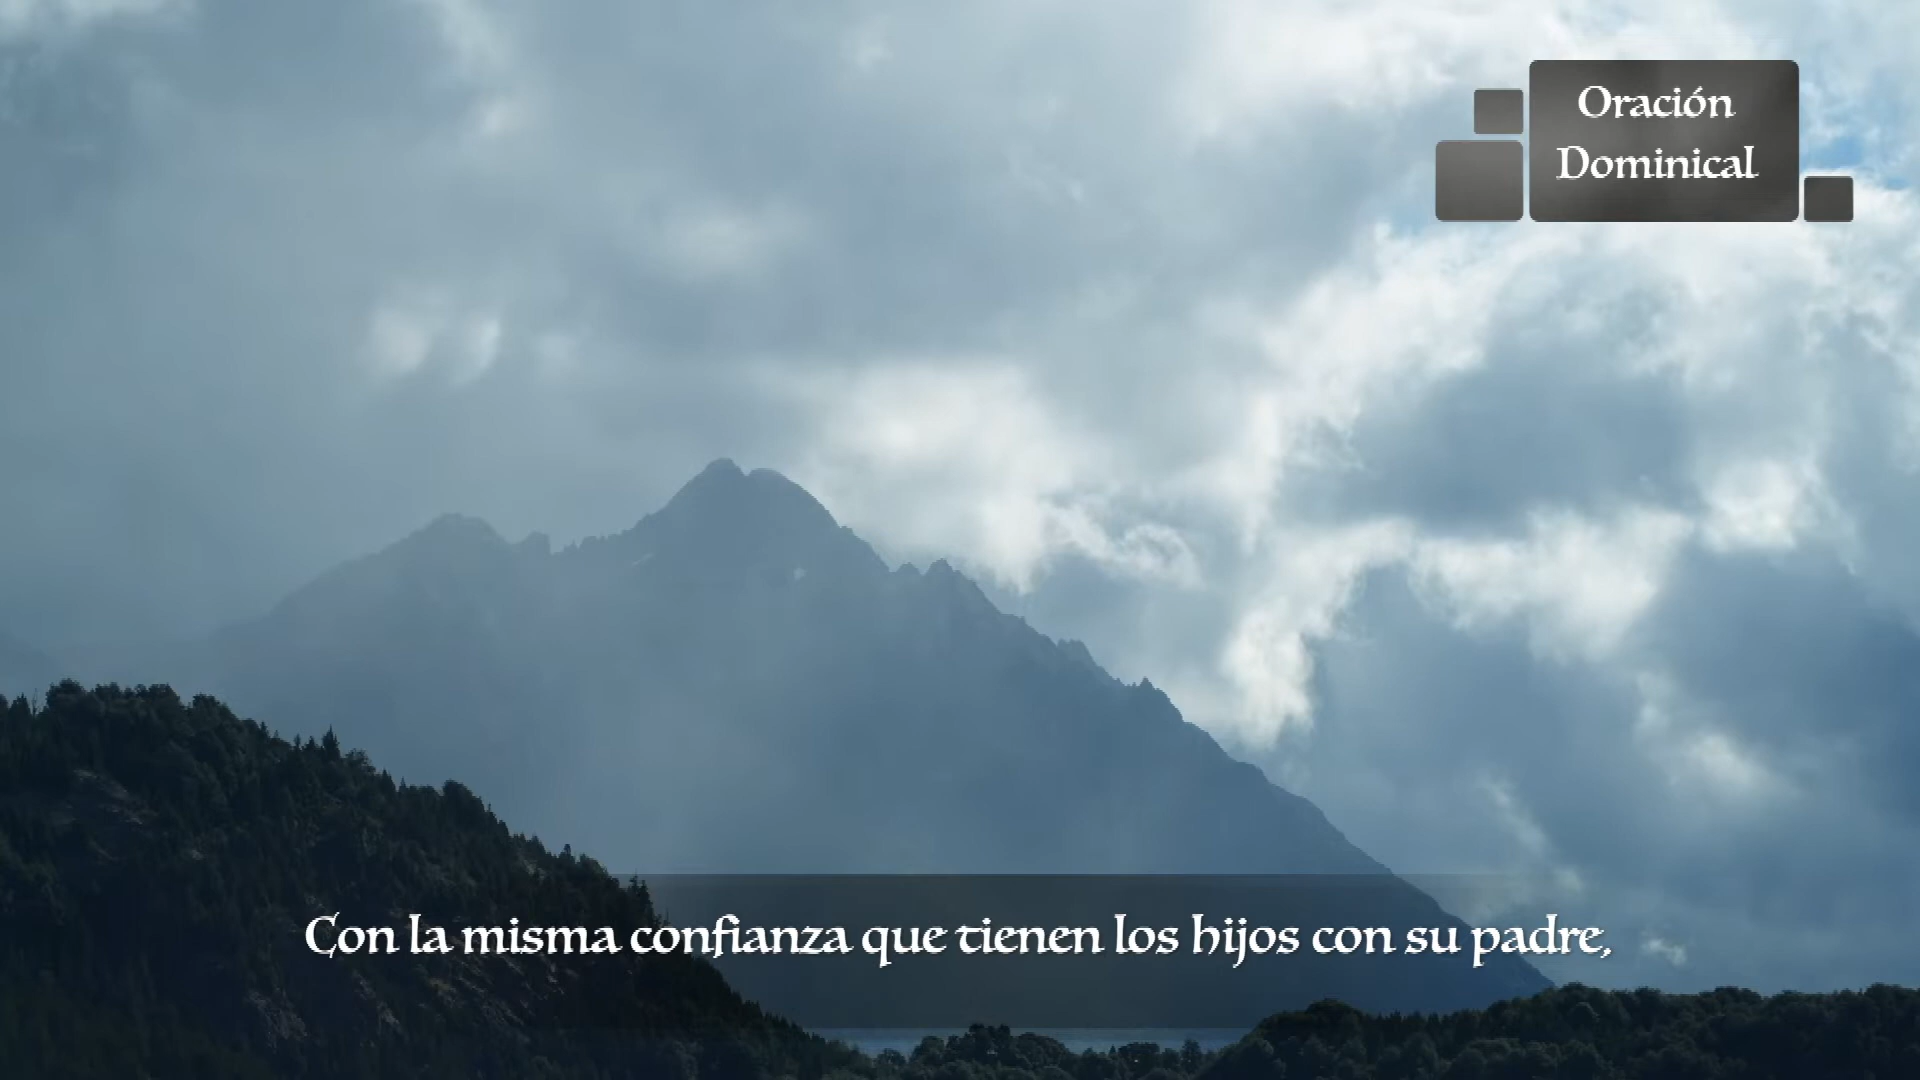 Oración
Dominical
Con la misma confianza que tienen los hijos con su padre,